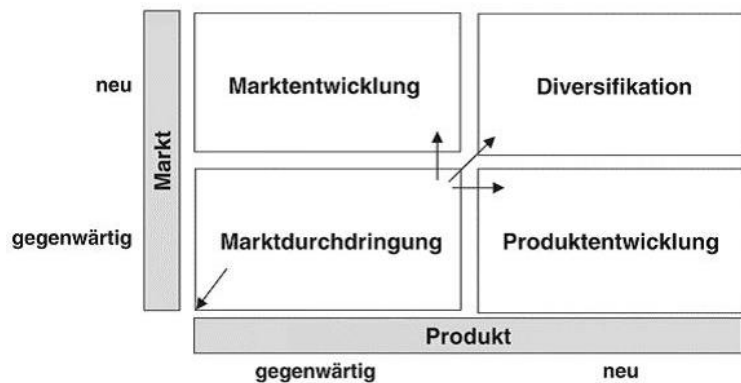 neu
Marktentwicklung
Diversifikation
Markt
gegenwärtig
Marktdurchdringung
Produktentwicklung
Produkt
gegenwärtig
neu